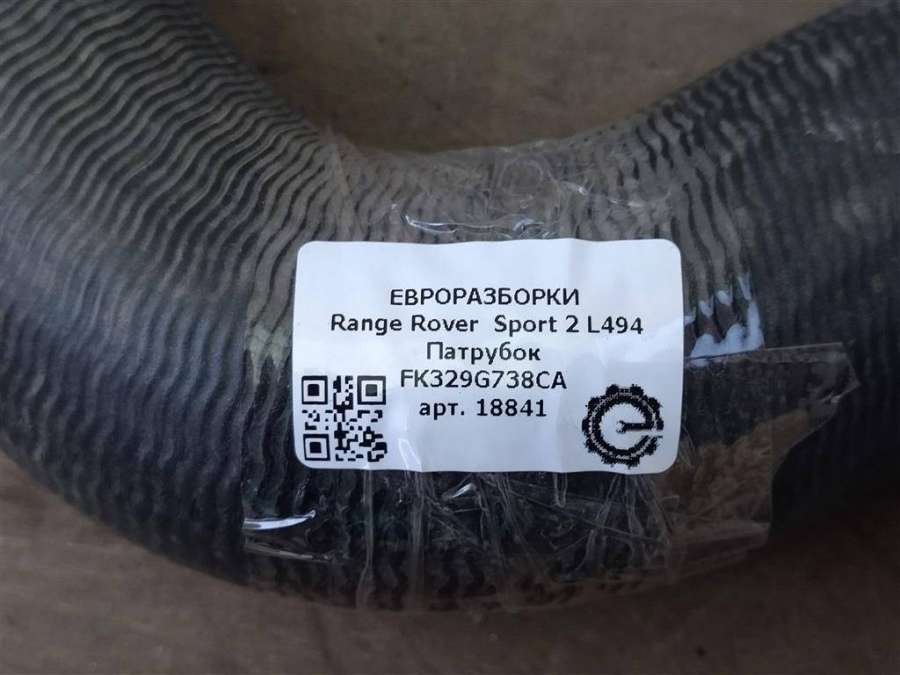 ЕВРОРАЗБОРКИ
Range Rover Sport 2 L494
Патрубок
FK329G738CA
арт. 18841